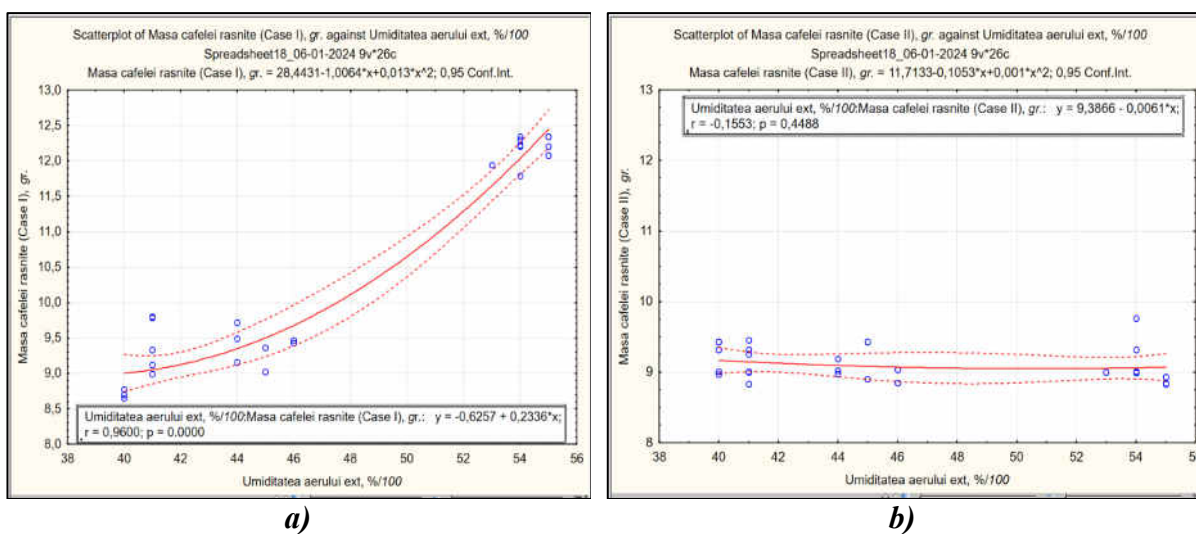 Scatterplot of Masa cafelei rasnite (Case I), gr. against Umiditatea aerului ext, %/100
Spreadsheet18_06-01-2024 9v*26c
Masa cafelei rasnite (Case I), gr. = 28,4431-1,0064*x+0,013*x^2; 0,95 Conf.Int.
13,0
12,5
12,0
11,5
11,0
10,5
10,0
9,5
9,0
8,5
8,0
Masa cafelei rasnite (Case I), gr.
Umiditatea aerului ext, %/100:Masa cafelei rasnite (Case I), gr.: y = -0,6257 + 0,2336*x;
r = 0,9600; p = 0.0000
38 40 42 44 46 48 50 52 54 56
Umiditatea aerului ext, %/100
a)
Scatterplot of Masa cafelei rasnite (Case II), gr. against Umiditatea aerului ext, %/100
Spreadsheet18_06-01-2024 9v*26c
Masa cafelei rasnite (Case II), gr. = 11,7133-0,1053*x+0,001*x^2; 0,95 Conf.Int.
Umiditatea aerului ext, %/100:Masa cafelei rasnite (Case II), gr.: y = 9,3866 - 0,0061*x;
r = -0,1553; p = 0,4488
13
12
11
10
9
8
Masa cafelei rasnite (Case II), gr.
38 40 42 44 46 48 50 52 54 56
Umiditatea aerului ext, %/100
b)